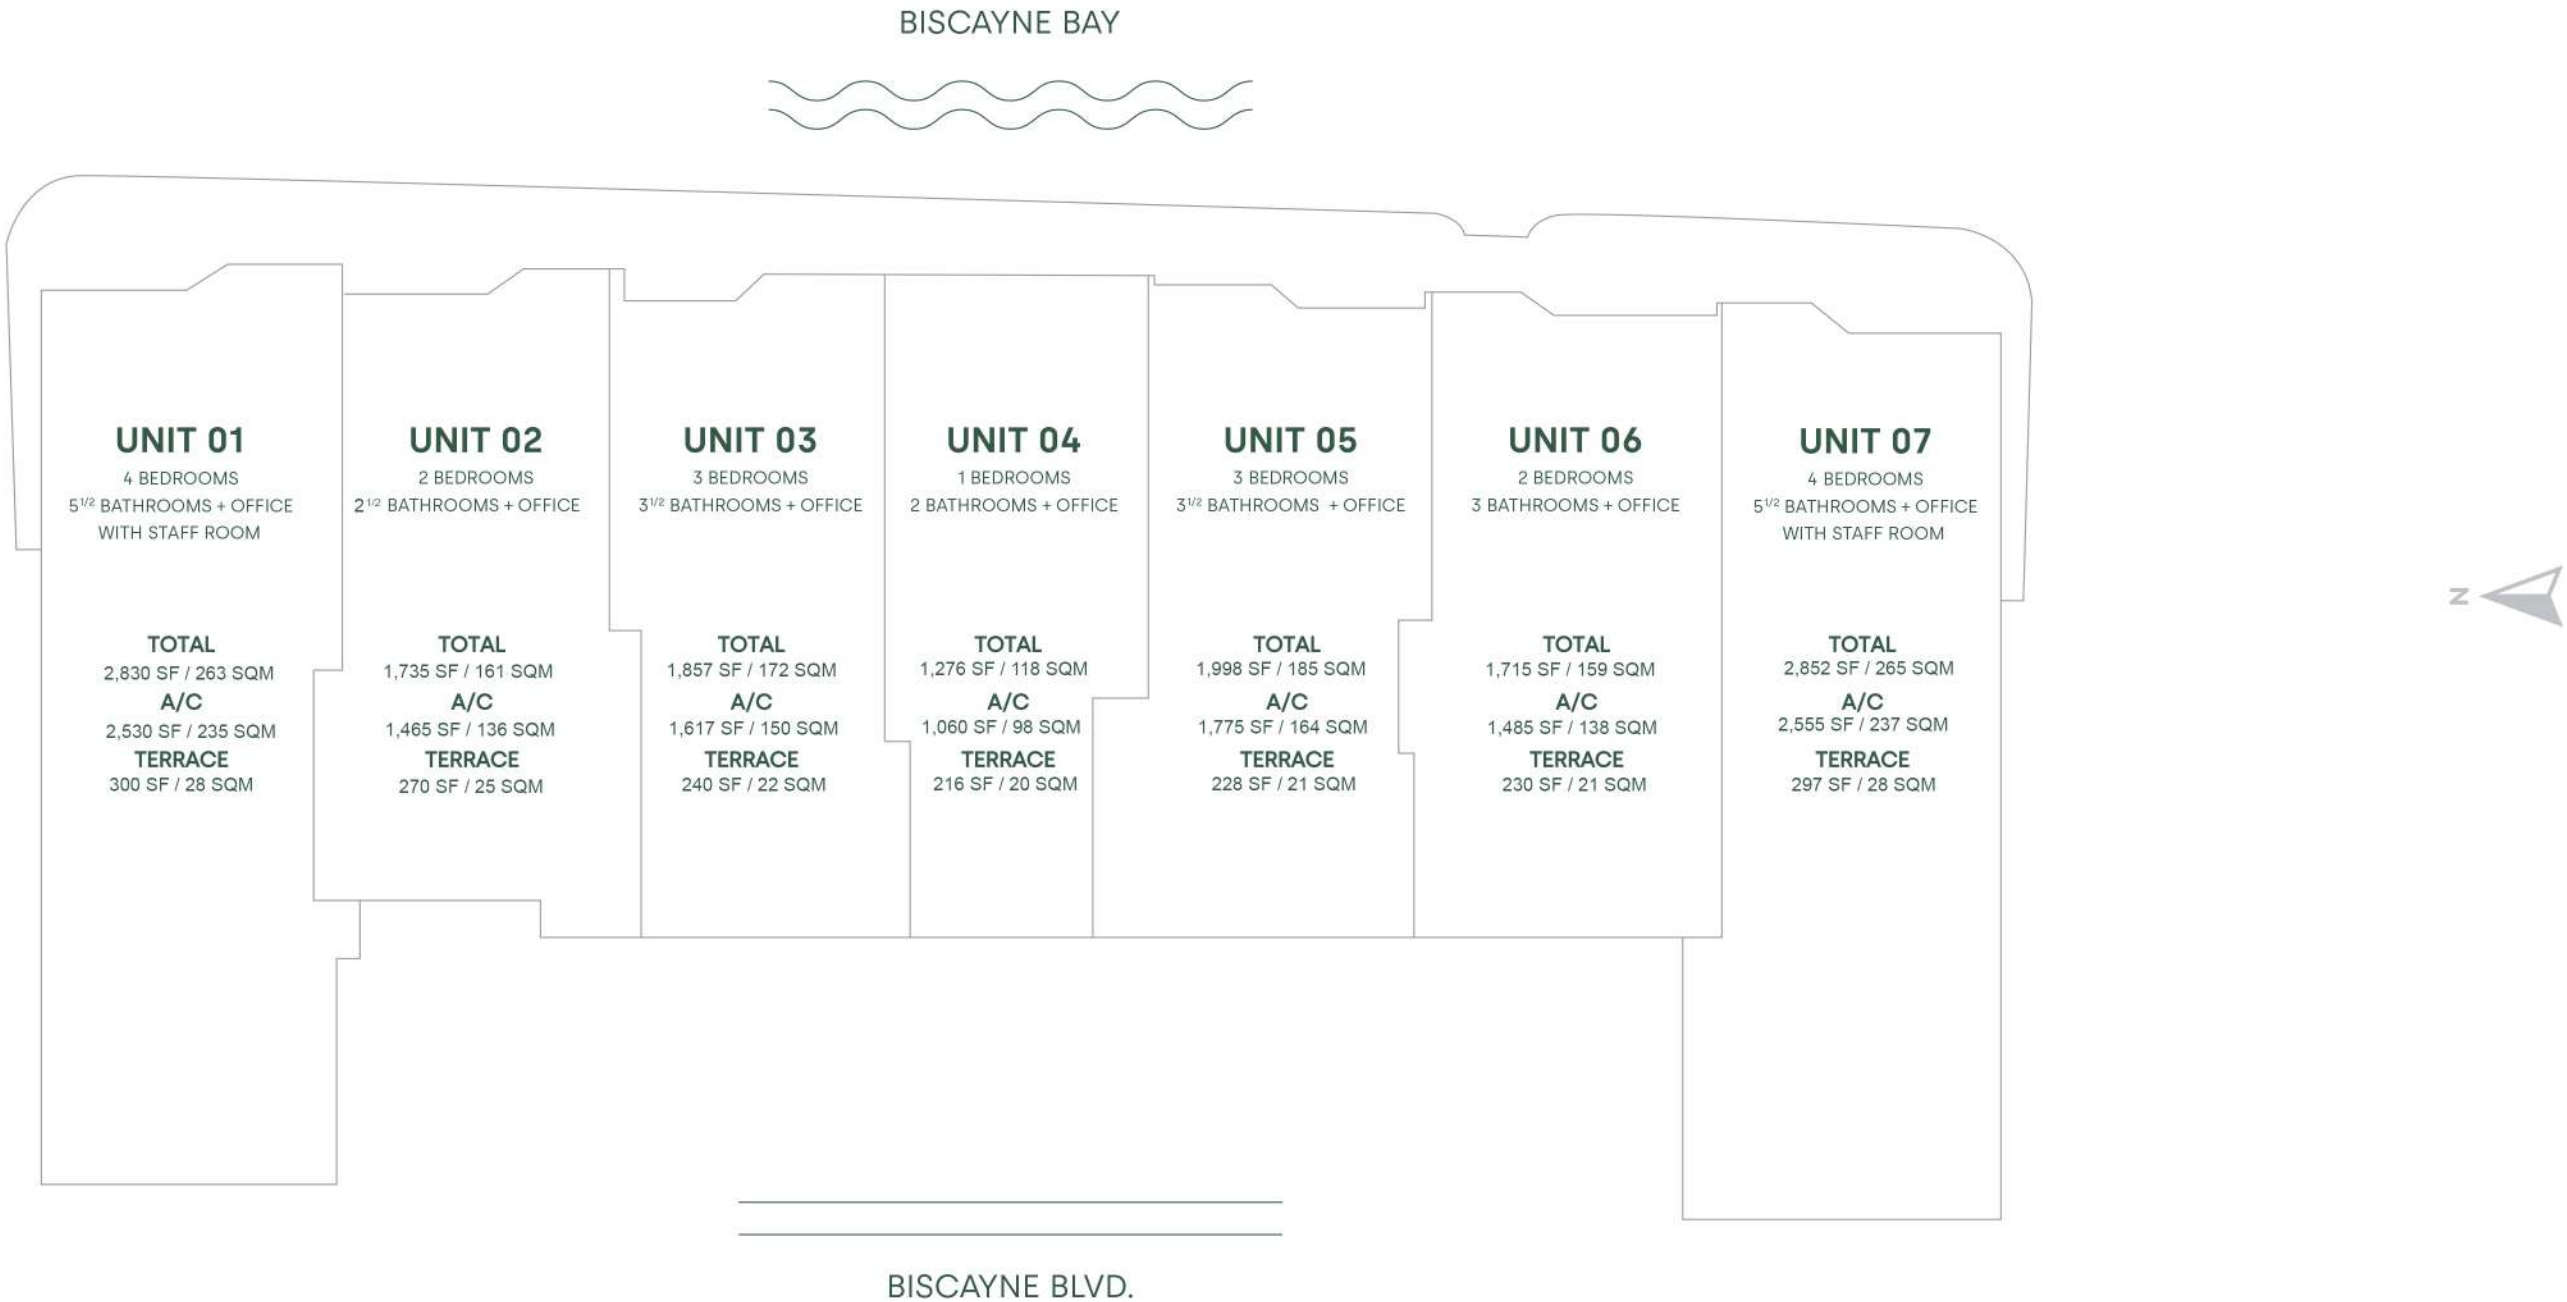 BISCAYNE BAY
UNIT 01
4 BEDROOMS
5 1/2 BATHROOMS + OFFICE
WITH STAFF ROOM
TOTAL
2,830 SF / 263 SQM
A/C
2,530 SF / 235 SQM
TERRACE
300 SF / 28 SQM
UNIT 02
2 BEDROOMS
2 1/2 BATHROOMS + OFFICE
TOTAL
1,735 SF / 161 SQM
A/C
1,465 SF / 136 SQM
TERRACE
270 SF / 25 SQM
UNIT 03
3 BEDROOMS
3 1/2 BATHROOMS + OFFICE
TOTAL
1,857 SF / 172 SQM
A/C
1,617 SF / 150 SQM
TERRACE
240 SF / 22 SQM
UNIT 04
1 BEDROOMS
2 BATHROOMS + OFFICE
TOTAL
1,276 SF / 118 SQM
A/C
1,060 SF / 98 SQM
TERRACE
216 SF / 20 SQM
UNIT 05
3 BEDROOMS
3 1/2 BATHROOMS + OFFICE
TOTAL
1,998 SF / 185 SQM
A/C
1,775 SF / 164 SQM
TERRACE
228 SF / 21 SQM
UNIT 06
2 BEDROOMS
3 BATHROOMS + OFFICE
TOTAL
1,715 SF / 159 SQM
A/C
1,485 SF / 138 SQM
TERRACE
230 SF / 21 SQM
UNIT 07
4 BEDROOMS
5 1/2 BATHROOMS + OFFICE
WITH STAFF ROOM
TOTAL
2,852 SF / 265 SQM
A/C
2,555 SF / 237 SQM
TERRACE
297 SF / 28 SQM
N
BISCAYNE BLVD.